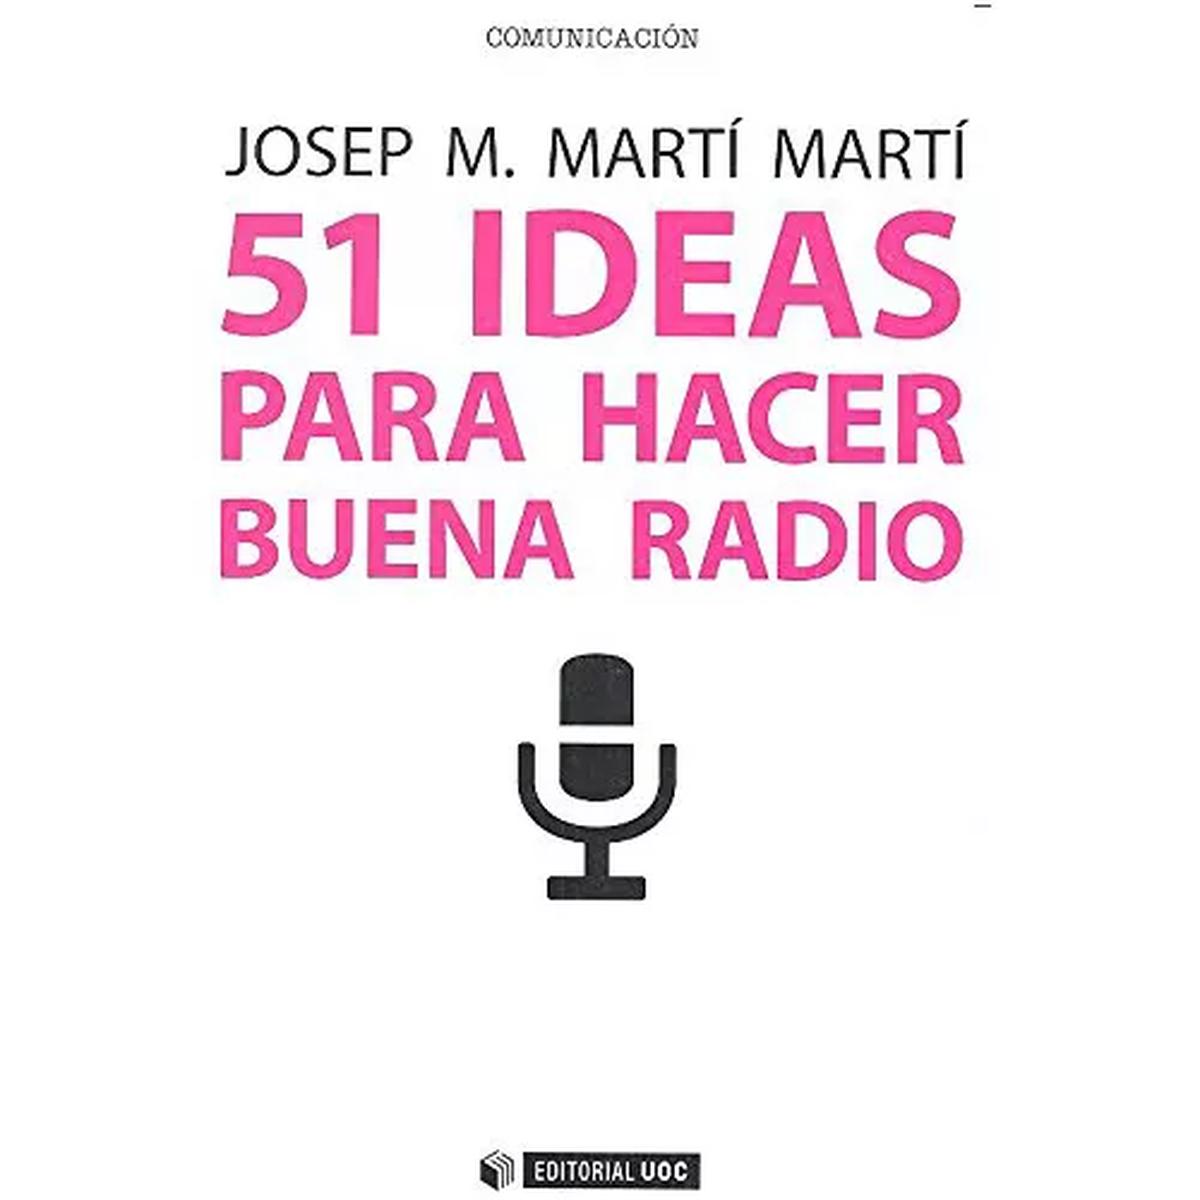 COMUNICACIÓN
JOSEP M. MARTÍ MARTÍ
51 IDEAS
PARA HACER
BUENA RADIO
EDITORIAL UOC